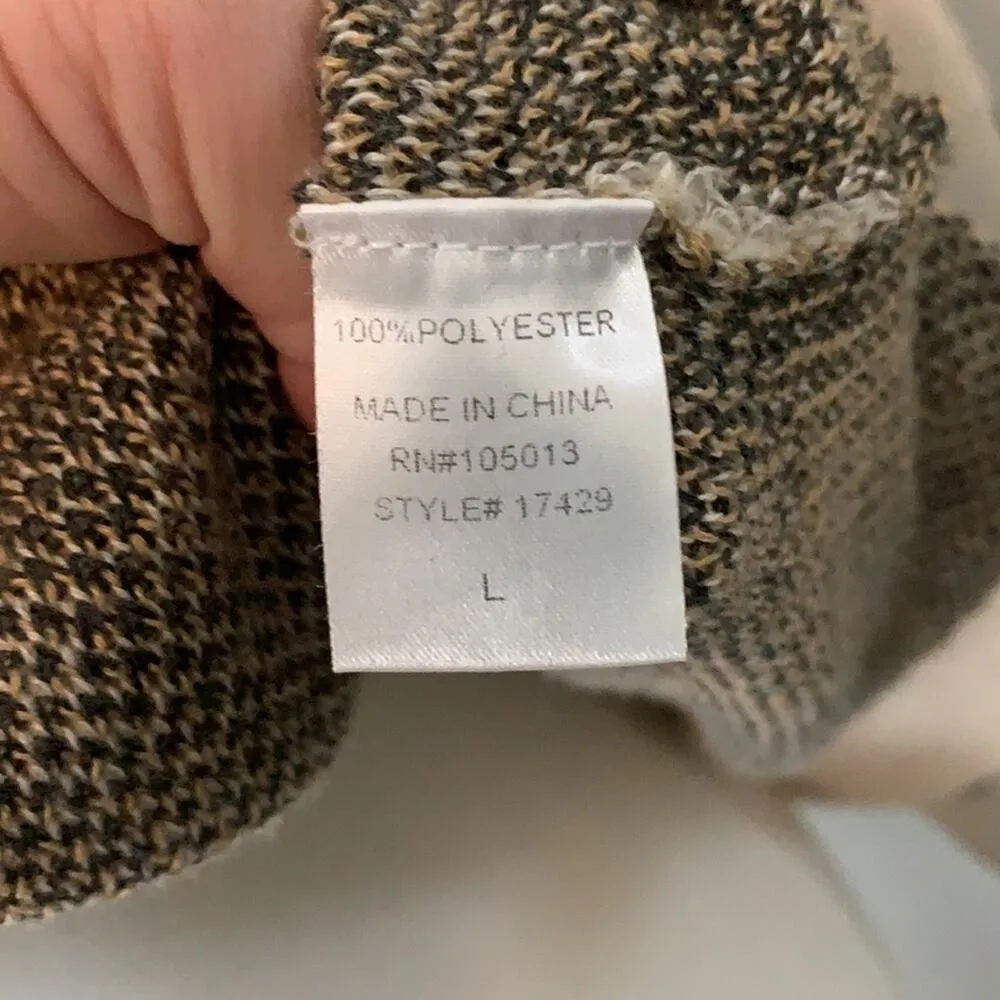 100%POLYESTER
MADE IN CHINA
RN#105013
STYLE# 17429
L